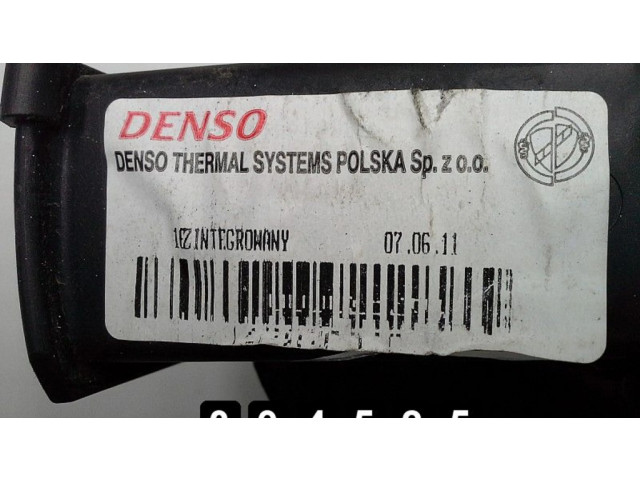 DENSO
DENSO THERMAL SYSTEMS POLSKA Sp. z o.o.
INTEGROWANY 07.06.11